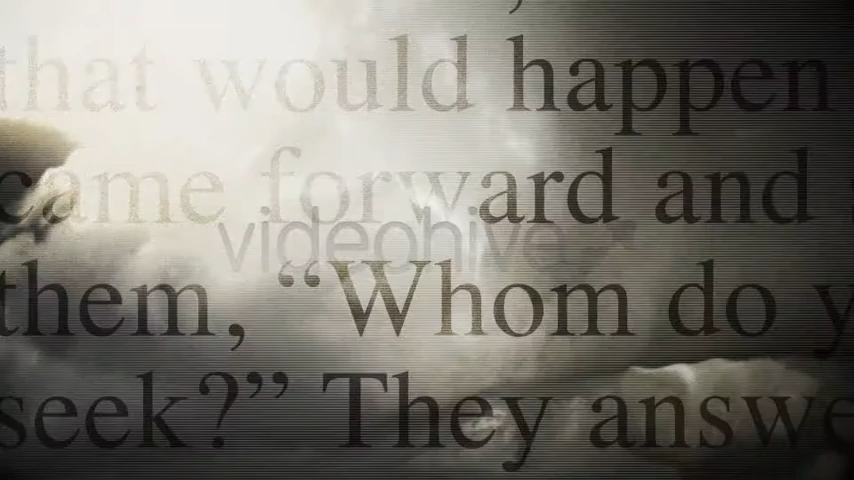 that would happen
came forward and
them, “Whom do y
seek?” They answe
videohive